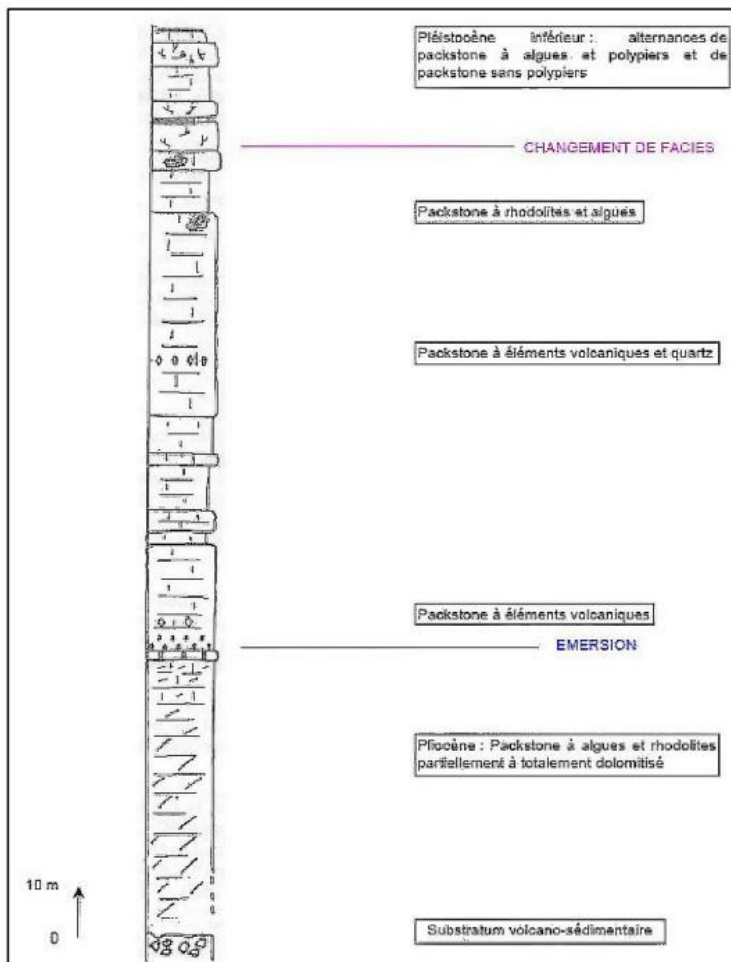 Pléistocène inférieur : alternances de
packstone à algues et polypiers et de
packstone sans polypiers
CHANGEMENT DE FACIES
Packstone à rhodolites et algues
Packstone à éléments volcaniques et quartz
Packstone à éléments volcaniques
EMERSION
Pliocène : Packstone à algues et rhodolites
partiellement à totalement dolomitisé
10 m
0
Substratum volcano-sédimentaire